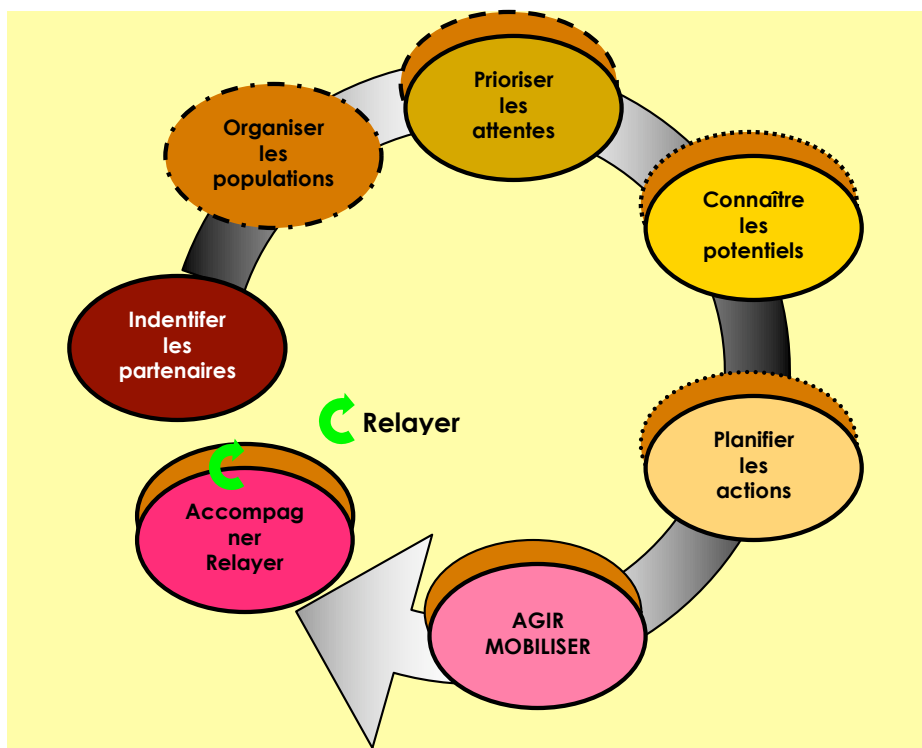 Prioriser
les
attentes
Organiser
les
populations
Connaître
les
potentiels
Indentifer
les
partenaires
Relayer
Planifier
les
actions
Accompag
ner
Relayer
AGIR
MOBILISER